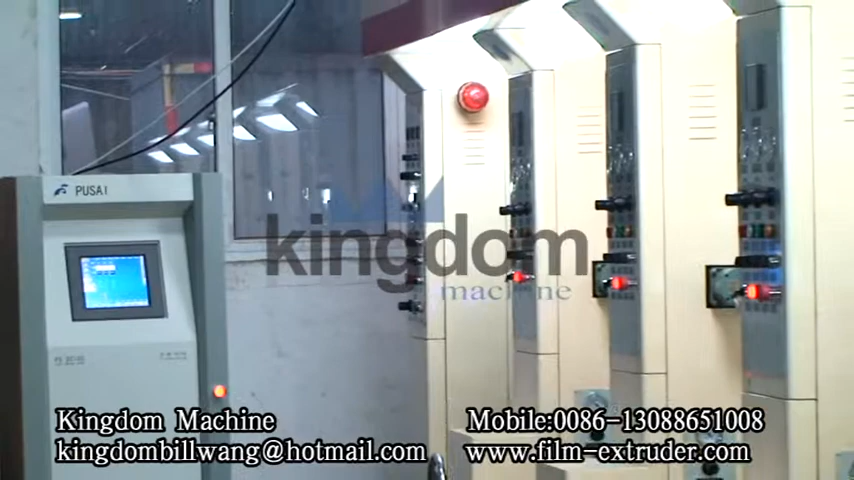 PUSAI
kingdom
machine
Kingdom Machine
kingdombillwang@hotmail.com
Mobile:0086-13088651008
www.film-extruder.com